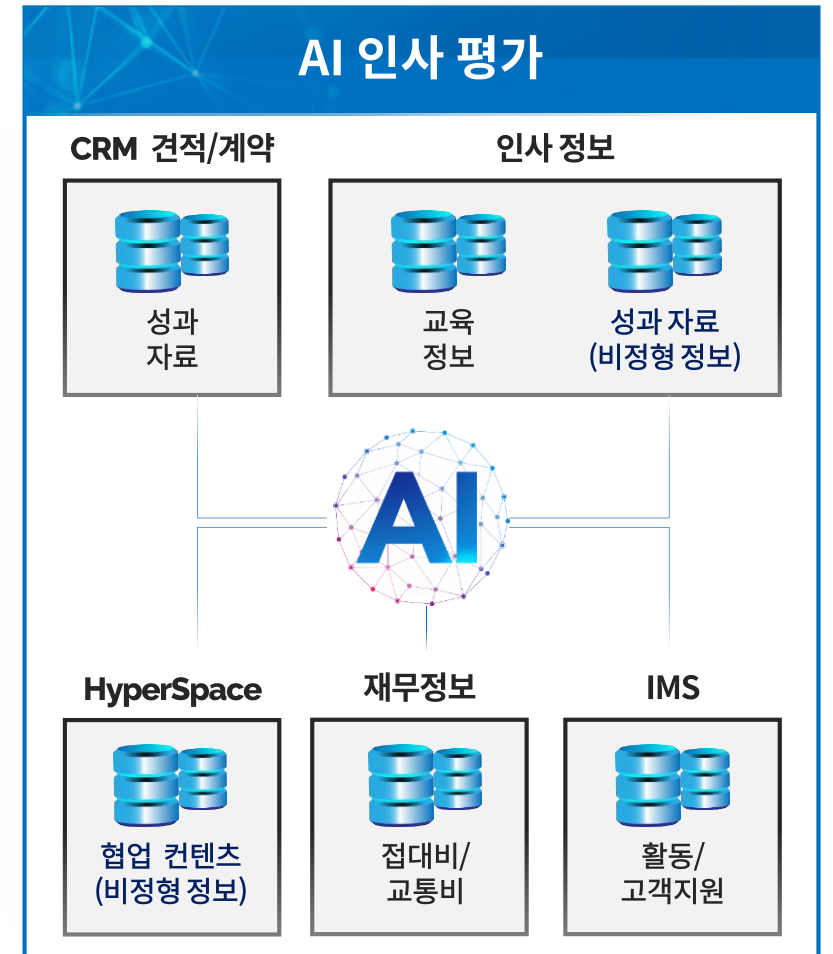 AI 인사 평가
CRM 견적/계약
인사 정보
성과
자료
교육
정보
성과 자료
(비정형 정보)
AI
HyperSpace
재무정보
IMS
협업 컨텐츠
(비정형 정보)
접대비/
교통비
활동/
고객지원